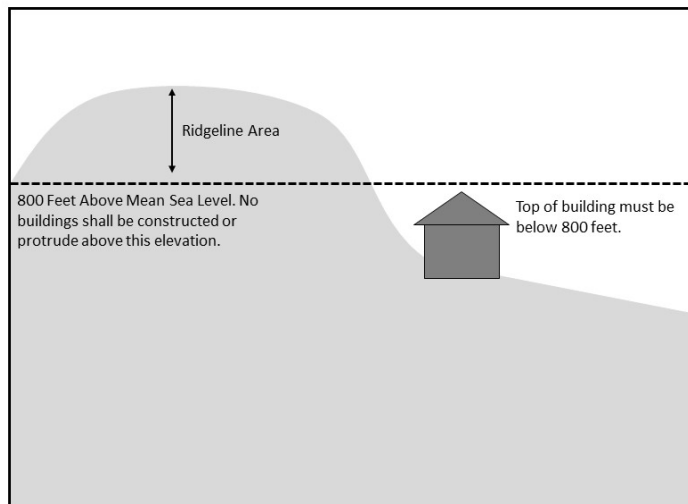 Ridgeline Area
800 Feet Above Mean Sea Level. No
buildings shall be constructed or
protrude above this elevation.
Top of building must be
below 800 feet.